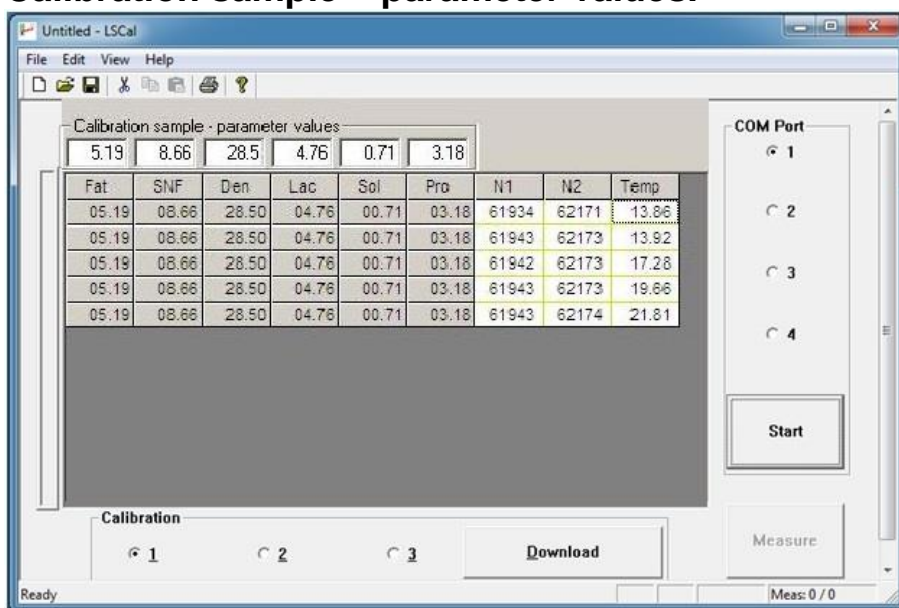 Calibration sample – parameter values:
Untitled - LSCal
File Edit View Help
Calibration sample - parameter values
5.19 8.66 28.5 4.76 0.71 3.18
Fat SNF Den Lac Sol Pro N1 N2 Temp
05.19 08.66 28.50 04.76 00.71 03.18 61934 62171 13.86
05.19 08.66 28.50 04.76 00.71 03.18 61943 62173 13.92
05.19 08.66 28.50 04.76 00.71 03.18 61942 62173 17.28
05.19 08.66 28.50 04.76 00.71 03.18 61943 62173 19.66
05.19 08.66 28.50 04.76 00.71 03.18 61943 62174 21.81
COM Port
1
2
3
4
Start
Measure
Calibration
1 2 3 Download
Ready Meas: 0 / 0